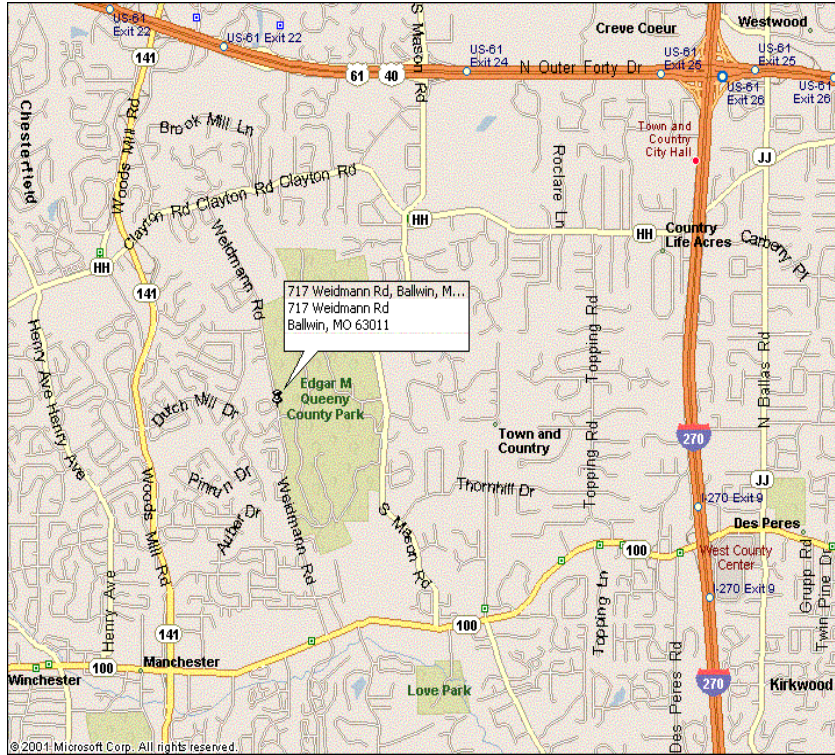 US-61
Exit 22
US-61 Exit 22
141
61
40
S Mason Rd
US-61
Exit 24
N Outer Forty Dr
Creve Coeur
US-61
Exit 25
Westwood
US-61
Exit 25
US-61
Exit 26
US-61
Exit 26
Chesterfield
Woods Mill Rd
Brook Mill Ln
Town and
Country
City Hall
JJ
Roclare Ln
Clayton Rd Clayton Rd Clayton Rd
HH
HH
Country
Life Acres
Carberry Pl
HH
141
Weidmann Rd
717 Weidmann Rd, Ballwin, M...
717 Weidmann Rd
Ballwin, MO 63011
Henry Ave Henry Ave
Topping Rd
Topping Rd
N Ballas Rd
Edgar M
Queeny
County Park
Dutch Mill Dr
Town and
Country
270
Pinrun Dr
Auber Dr
Woods Mill Rd
Weidmann Rd
Thornhill Dr
S Mason Rd
JJ
I-270 Exit 9
Des Peres
100
West County
Center
I-270 Exit 9
Grupp Rd
Twin Pine Dr
Henry Ave
141
100
Topping Ln
Des Peres Rd
100
Manchester
Winchester
Love Park
270
Kirkwood
© 2001 Microsoft Corp. All rights reserved.